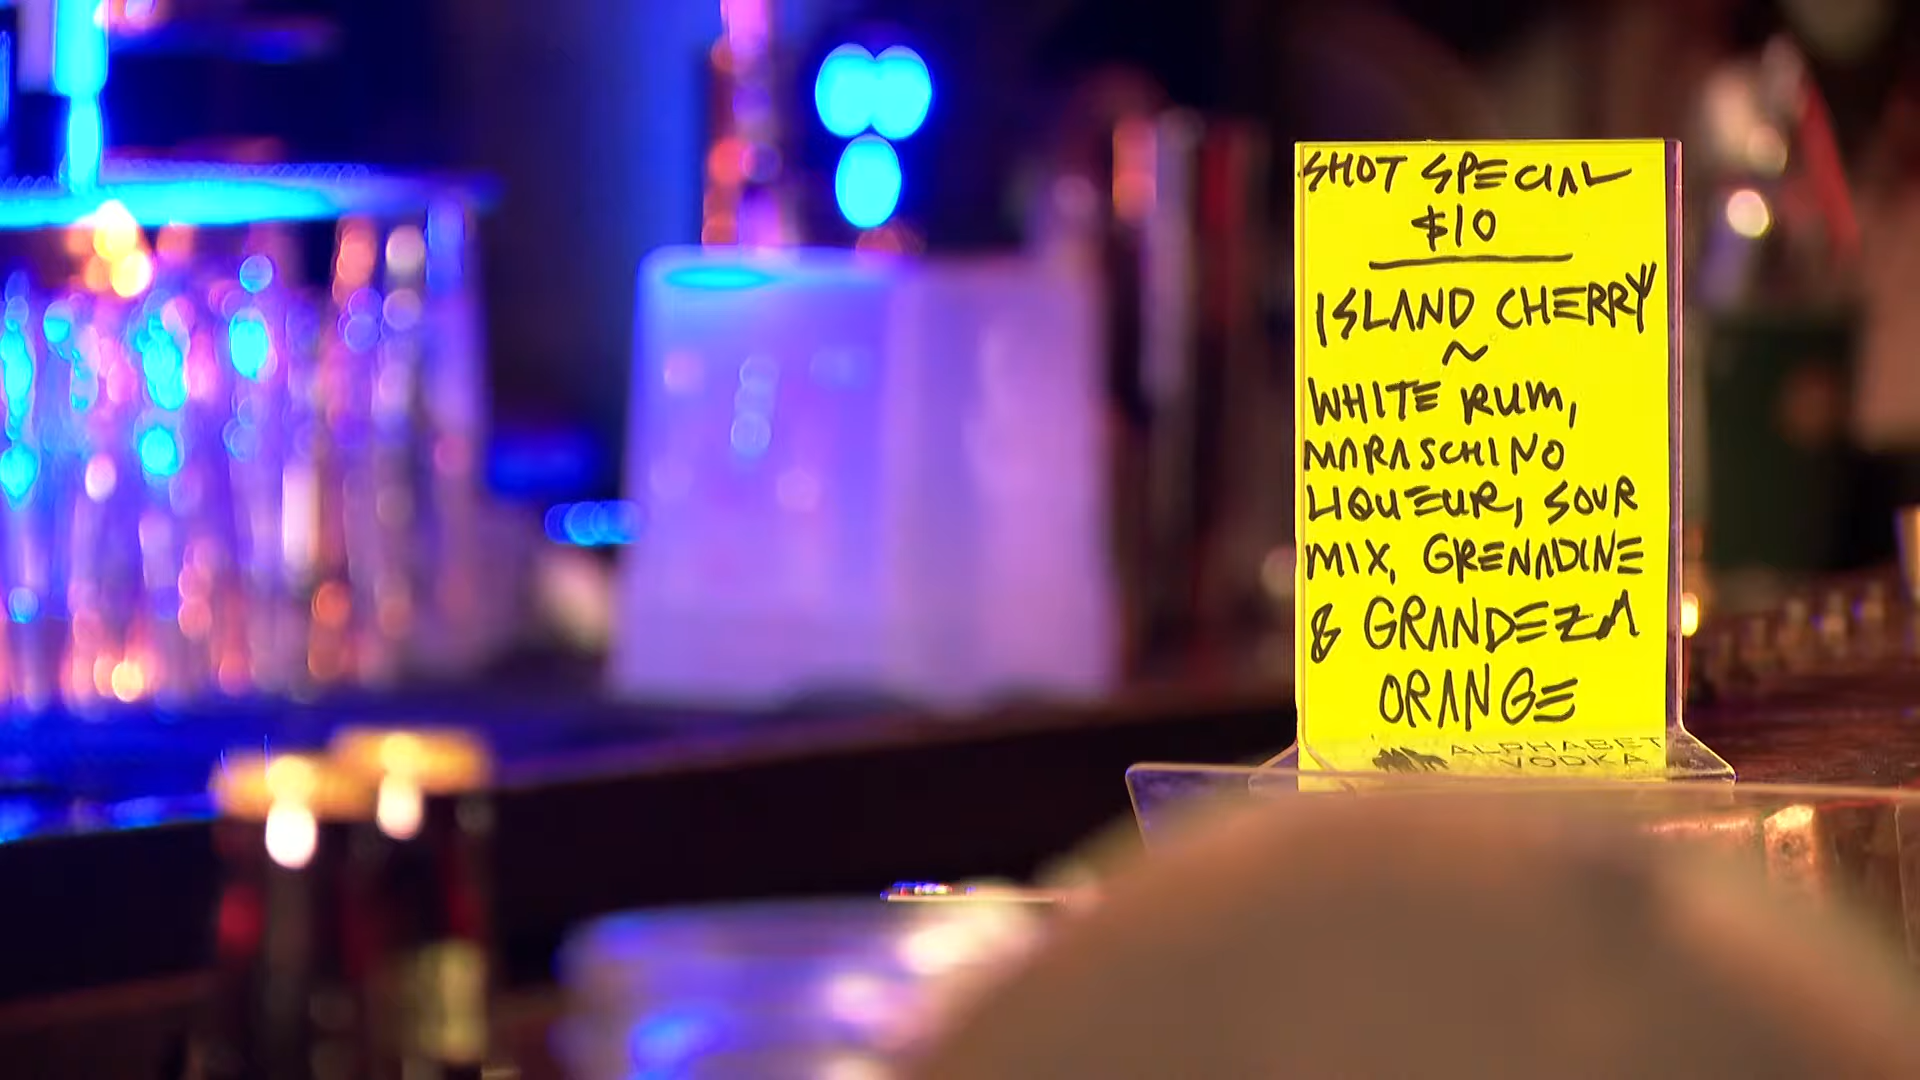 SHOT SPECIAL
$10
ISLAND CHERRY
~
WHITE RUM,
MARASCHINO
LIQUEUR, SOUR
MIX, GRENADINE
& GRANDEZA
ORANGE
ALPHABET
VODKA